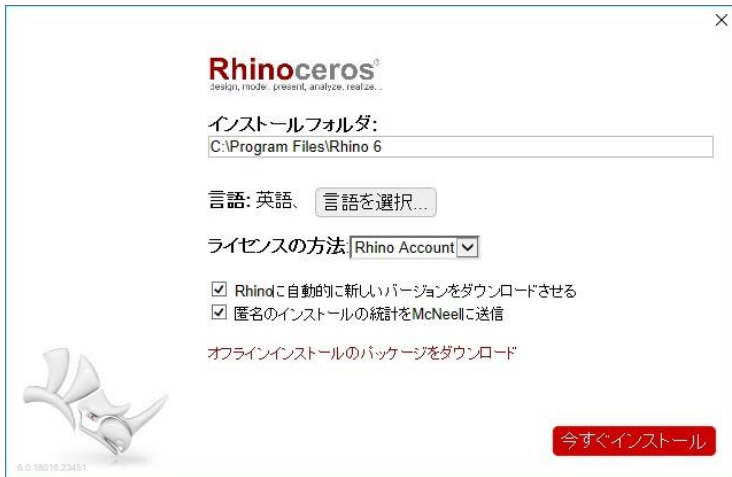 Rhinoceros®
design, model, present, analyze, realize...
インストールフォルダ:
C:\Program Files\Rhino 6
言語: 英語、 言語を選択...
ライセンスの方法: Rhino Account
Rhinoに自動的に新しいバージョンをダウンロードさせる
匿名のインストールの統計をMcNeelに送信
オフラインインストールのパッケージをダウンロード
今すぐインストール
6.0.18016.23451